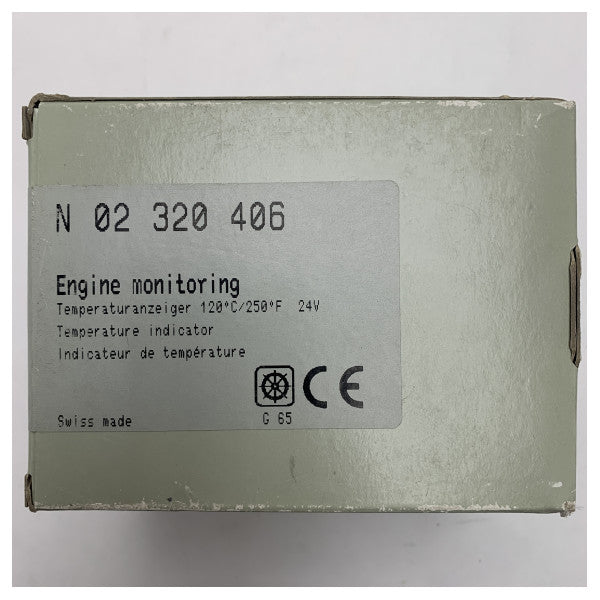 N 02 320 406
Engine monitoring
Temperaturanzeiger 120°C/250°F 24V
Temperature indicator
Indicateur de température
CE
Swiss made
G 65